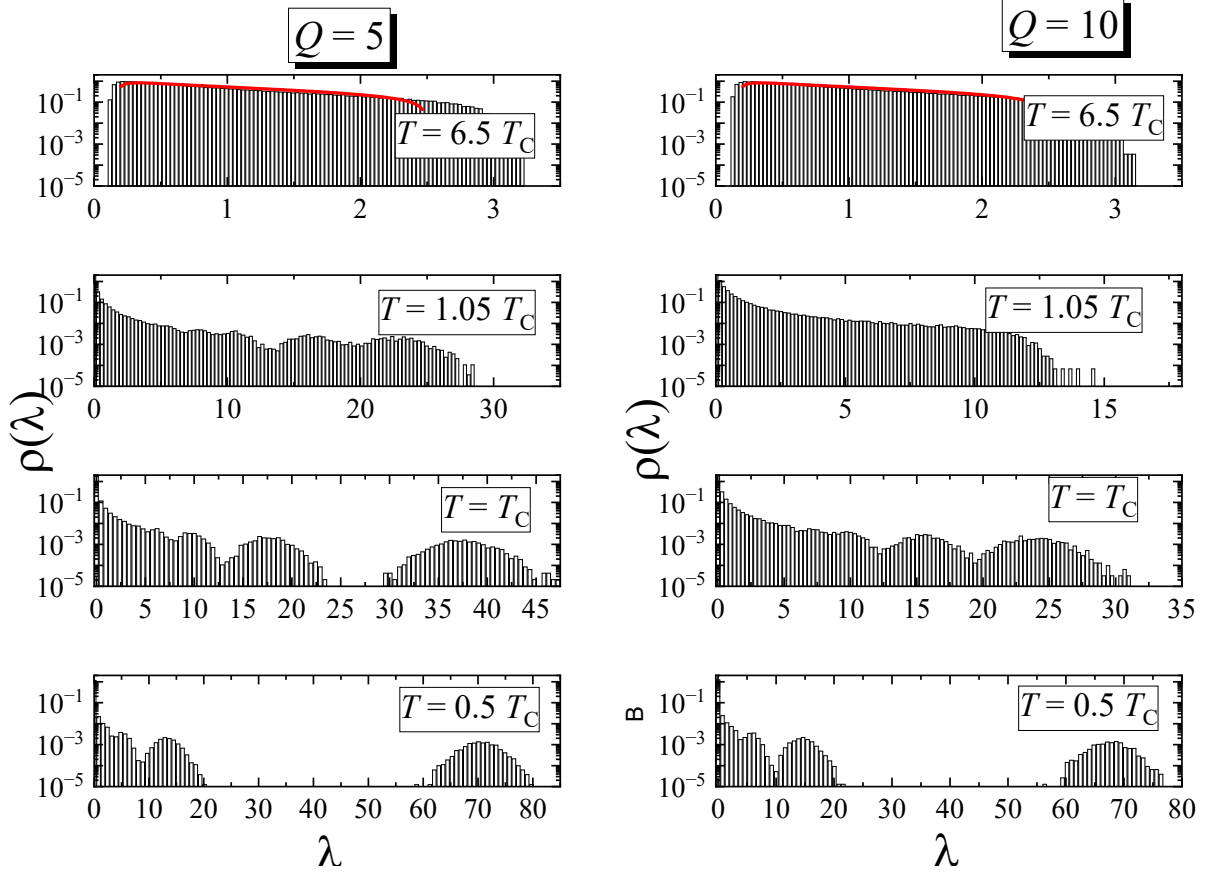 Q = 5
Q = 10
10⁻¹
10⁻³
10⁻⁵
T = 6.5 T_C
0 1 2 3
10⁻¹
10⁻³
10⁻⁵
T = 6.5 T_C
0 1 2 3
10⁻¹
10⁻³
10⁻⁵
T = 1.05 T_C
0 10 20 30
10⁻¹
10⁻³
10⁻⁵
T = 1.05 T_C
0 5 10 15
ρ(λ)
ρ(λ)
10⁻¹
10⁻³
10⁻⁵
T = T_C
0 5 10 15 20 25 30 35 40 45
10⁻¹
10⁻³
10⁻⁵
T = T_C
0 5 10 15 20 25 30 35
10⁻¹
10⁻³
10⁻⁵
T = 0.5 T_C
0 10 20 30 40 50 60 70 80
B
10⁻¹
10⁻³
10⁻⁵
T = 0.5 T_C
0 10 20 30 40 50 60 70 80
λ
λ